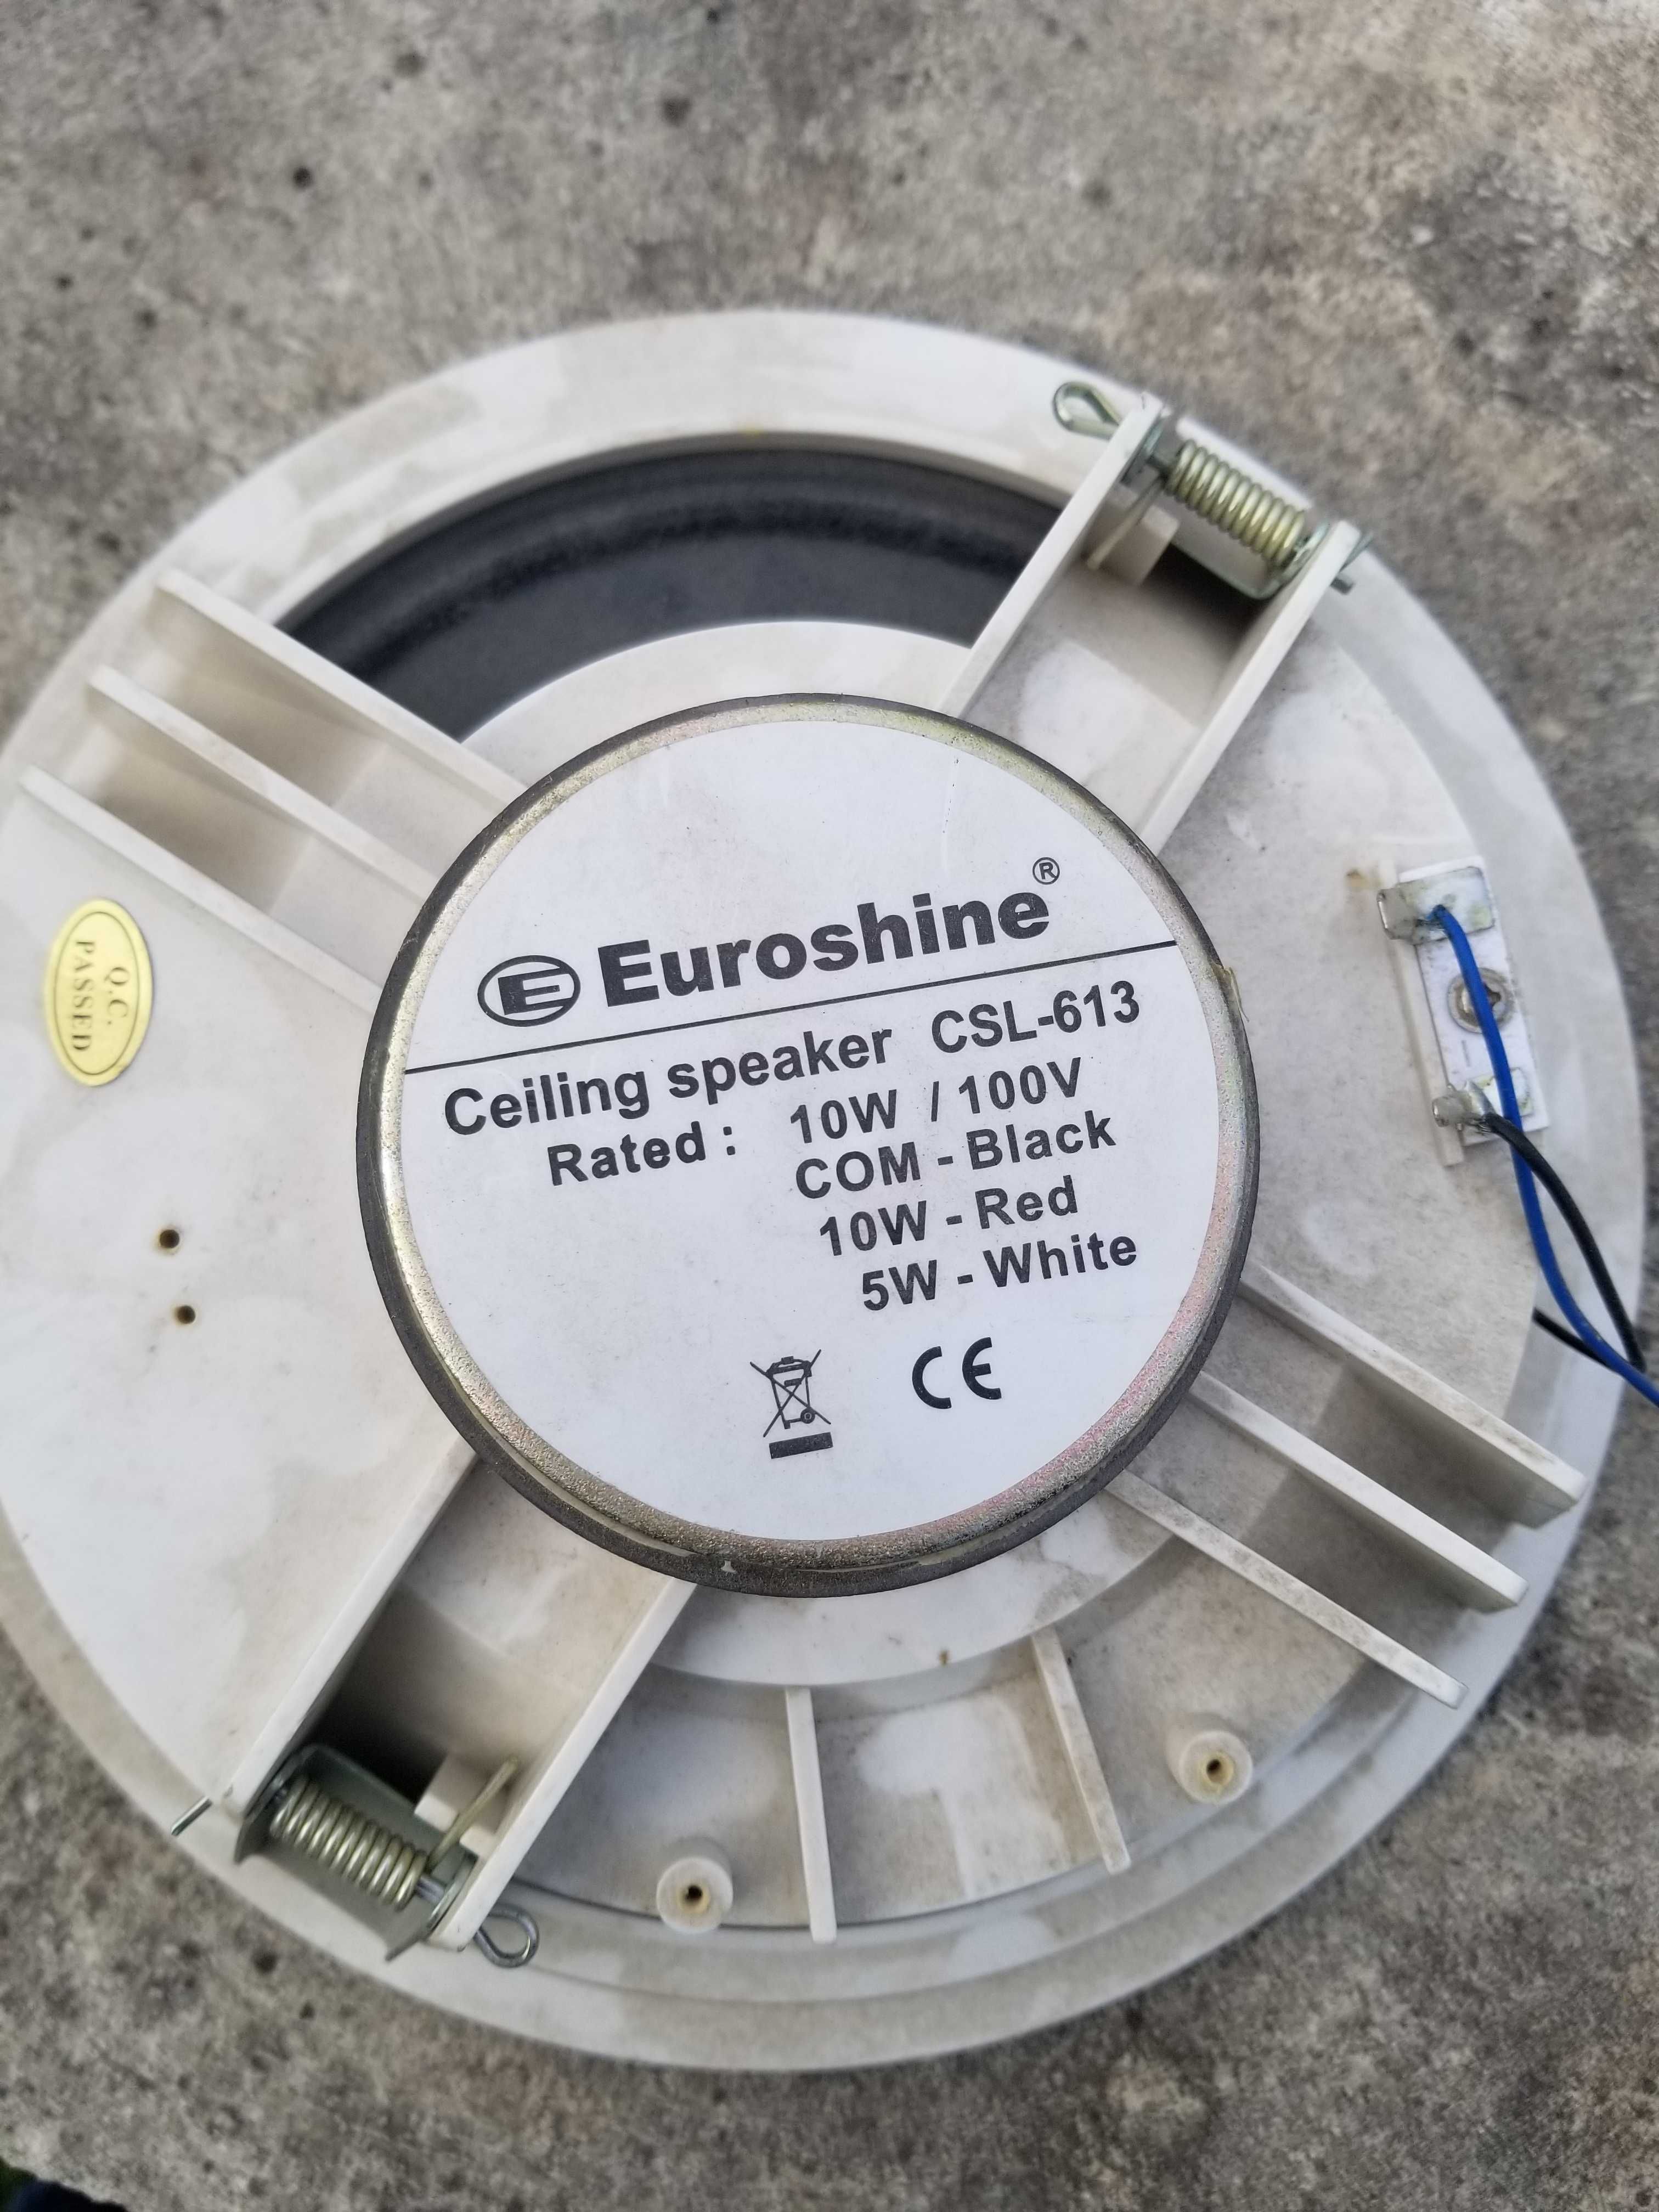 Euroshine®
Ceiling speaker CSL-613
Rated : 10W / 100V
COM - Black
10W - Red
5W - White
CE
Q.C.
PASSED